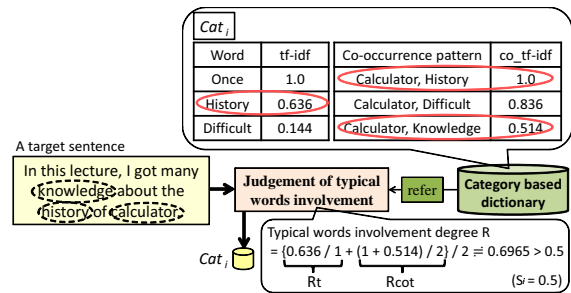 Cat i
Word tf-idf Co-occurrence pattern co_tf-idf
Once 1.0 Calculator, History 1.0
History 0.636 Calculator, Difficult 0.836
Difficult 0.144 Calculator, Knowledge 0.514
A target sentence
In this lecture, I got many
knowledge about the
history of calculator.
Judgement of typical
words involvement
refer
Category based
dictionary
Cat i
Typical words involvement degree R
= {0.636 / 1 + (1 + 0.514) / 2} / 2 ≒ 0.6965 > 0.5
Rt Rcot (Si = 0.5)